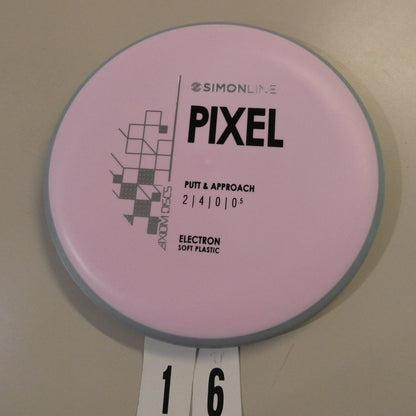 SIMONLINE
PIXEL
PUTT & APPROACH
2|4|0|0.5
AXIOM DISCS
ELECTRON
SOFT PLASTIC
1 6